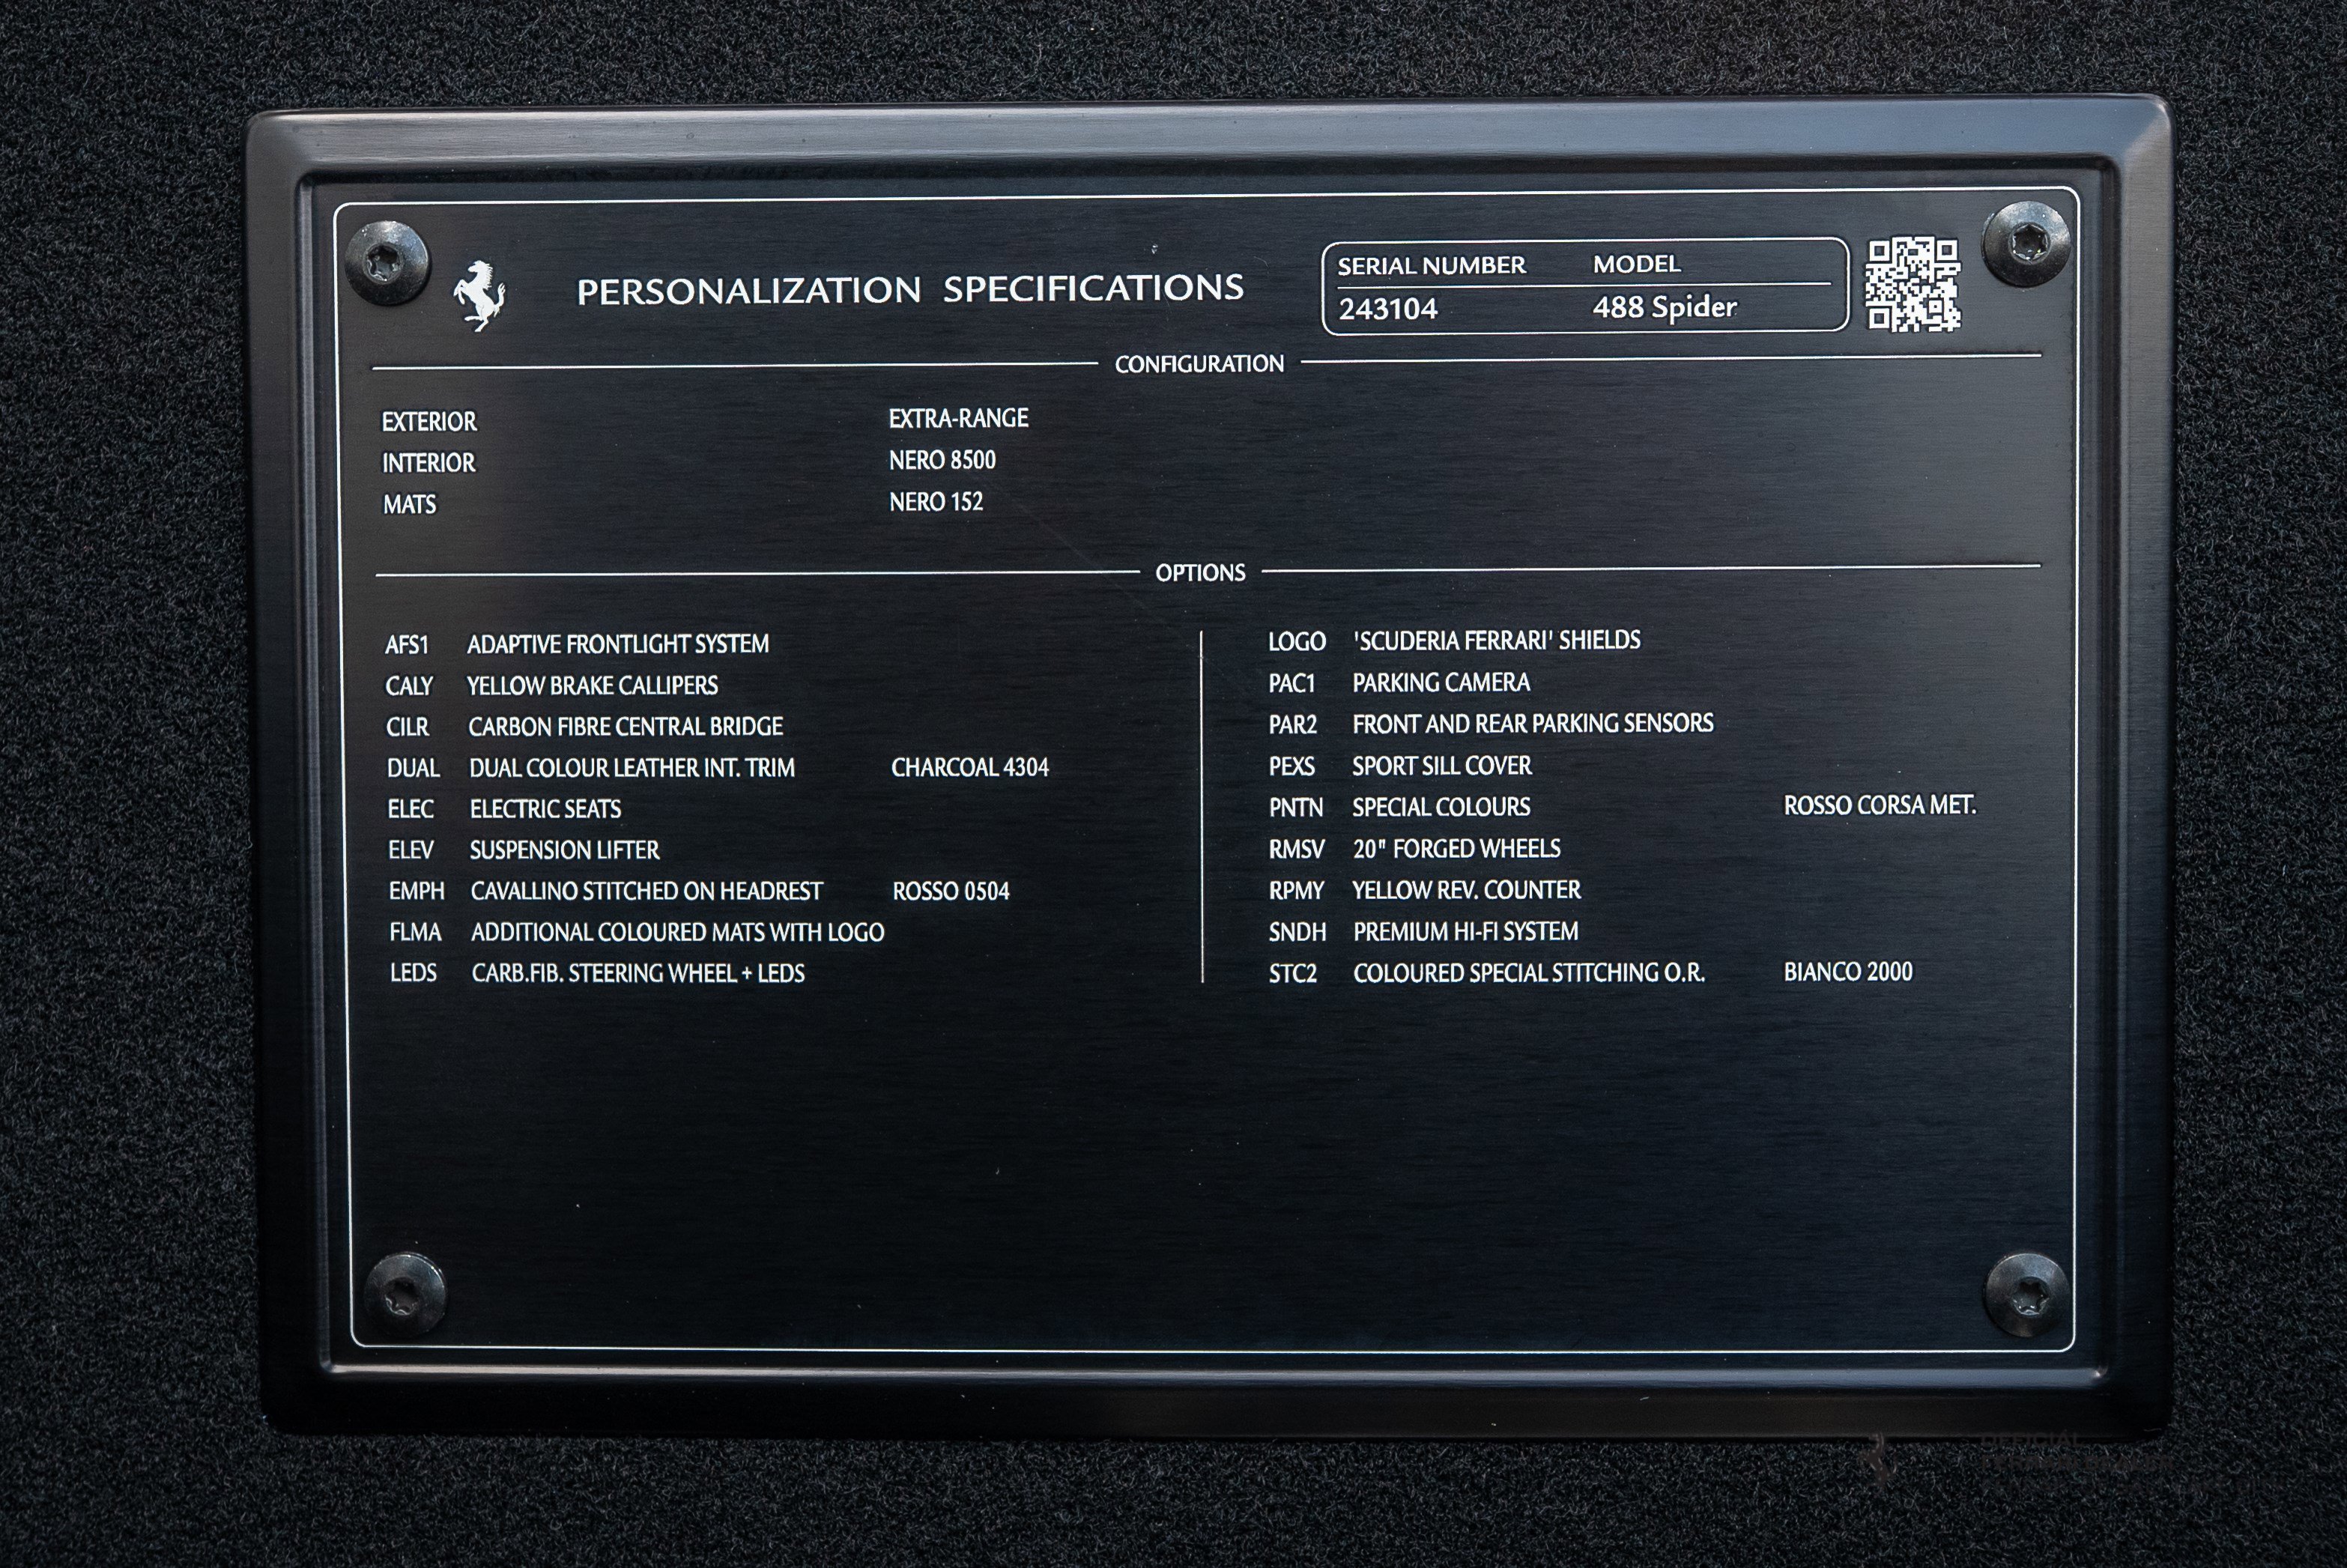 PERSONALIZATION SPECIFICATIONS
SERIAL NUMBER MODEL
243104 488 Spider
CONFIGURATION
EXTERIOR EXTRA-RANGE
INTERIOR NERO 8500
MATS NERO 152
OPTIONS
AFS1 ADAPTIVE FRONTLIGHT SYSTEM
CALY YELLOW BRAKE CALLIPERS
CILR CARBON FIBRE CENTRAL BRIDGE
DUAL DUAL COLOUR LEATHER INT. TRIM CHARCOAL 4304
ELEC ELECTRIC SEATS
ELEV SUSPENSION LIFTER
EMPH CAVALLINO STITCHED ON HEADREST ROSSO 0504
FLMA ADDITIONAL COLOURED MATS WITH LOGO
LEDS CARB.FIB. STEERING WHEEL + LEDS
LOGO 'SCUDERIA FERRARI' SHIELDS
PAC1 PARKING CAMERA
PAR2 FRONT AND REAR PARKING SENSORS
PEXS SPORT SILL COVER
PNTN SPECIAL COLOURS ROSSO CORSA MET.
RMSV 20" FORGED WHEELS
RPMY YELLOW REV. COUNTER
SNDH PREMIUM HI-FI SYSTEM
STC2 COLOURED SPECIAL STITCHING O.R. BIANCO 2000
OFFICIAL